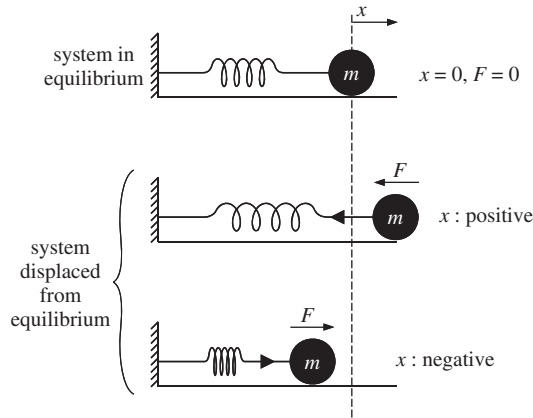 x
system in
equilibrium
m
x = 0, F = 0
F
m
x : positive
system
displaced
from
equilibrium
F
m
x : negative